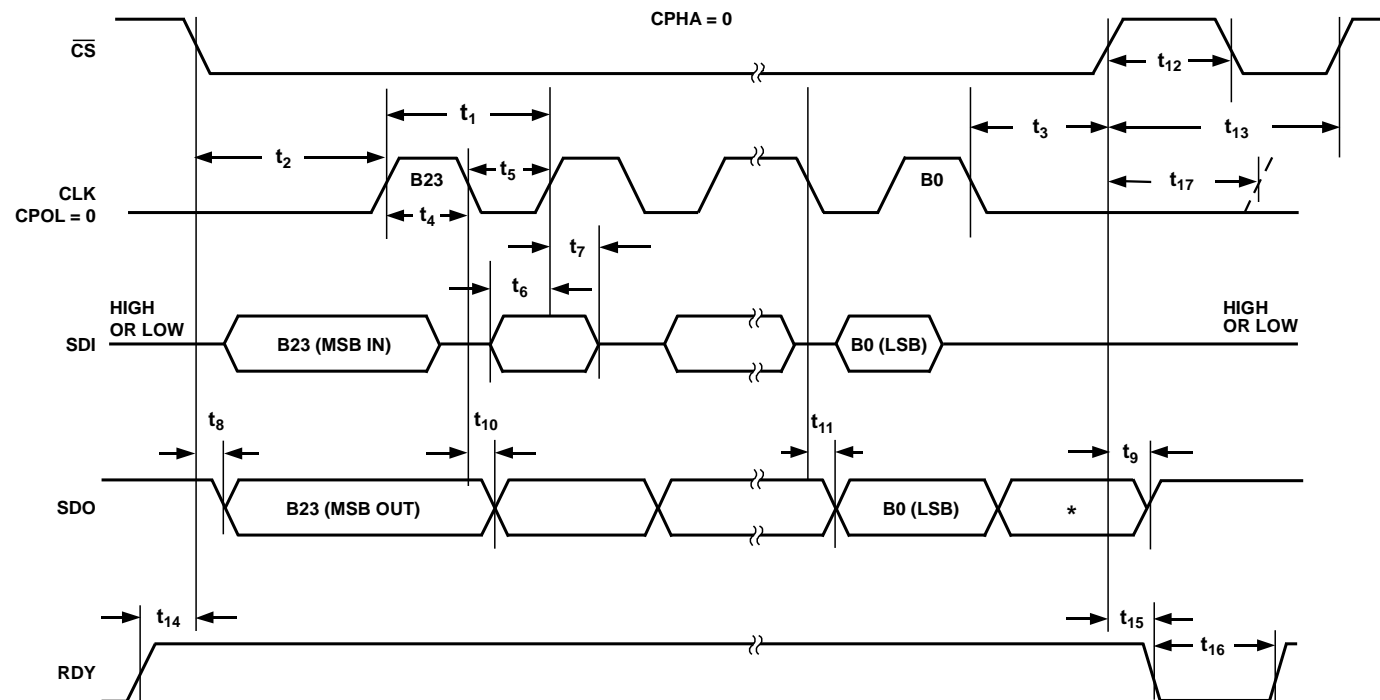 CPHA = 0
CS
t12
t1
t3
t13
t2
B23
t5
B0
t17
CLK
CPOL = 0
t4
t7
t6
HIGH
OR LOW
HIGH
OR LOW
SDI
B23 (MSB IN)
B0 (LSB)
t8
t10
t11
t9
SDO
B23 (MSB OUT)
B0 (LSB)
*
t14
t15
t16
RDY